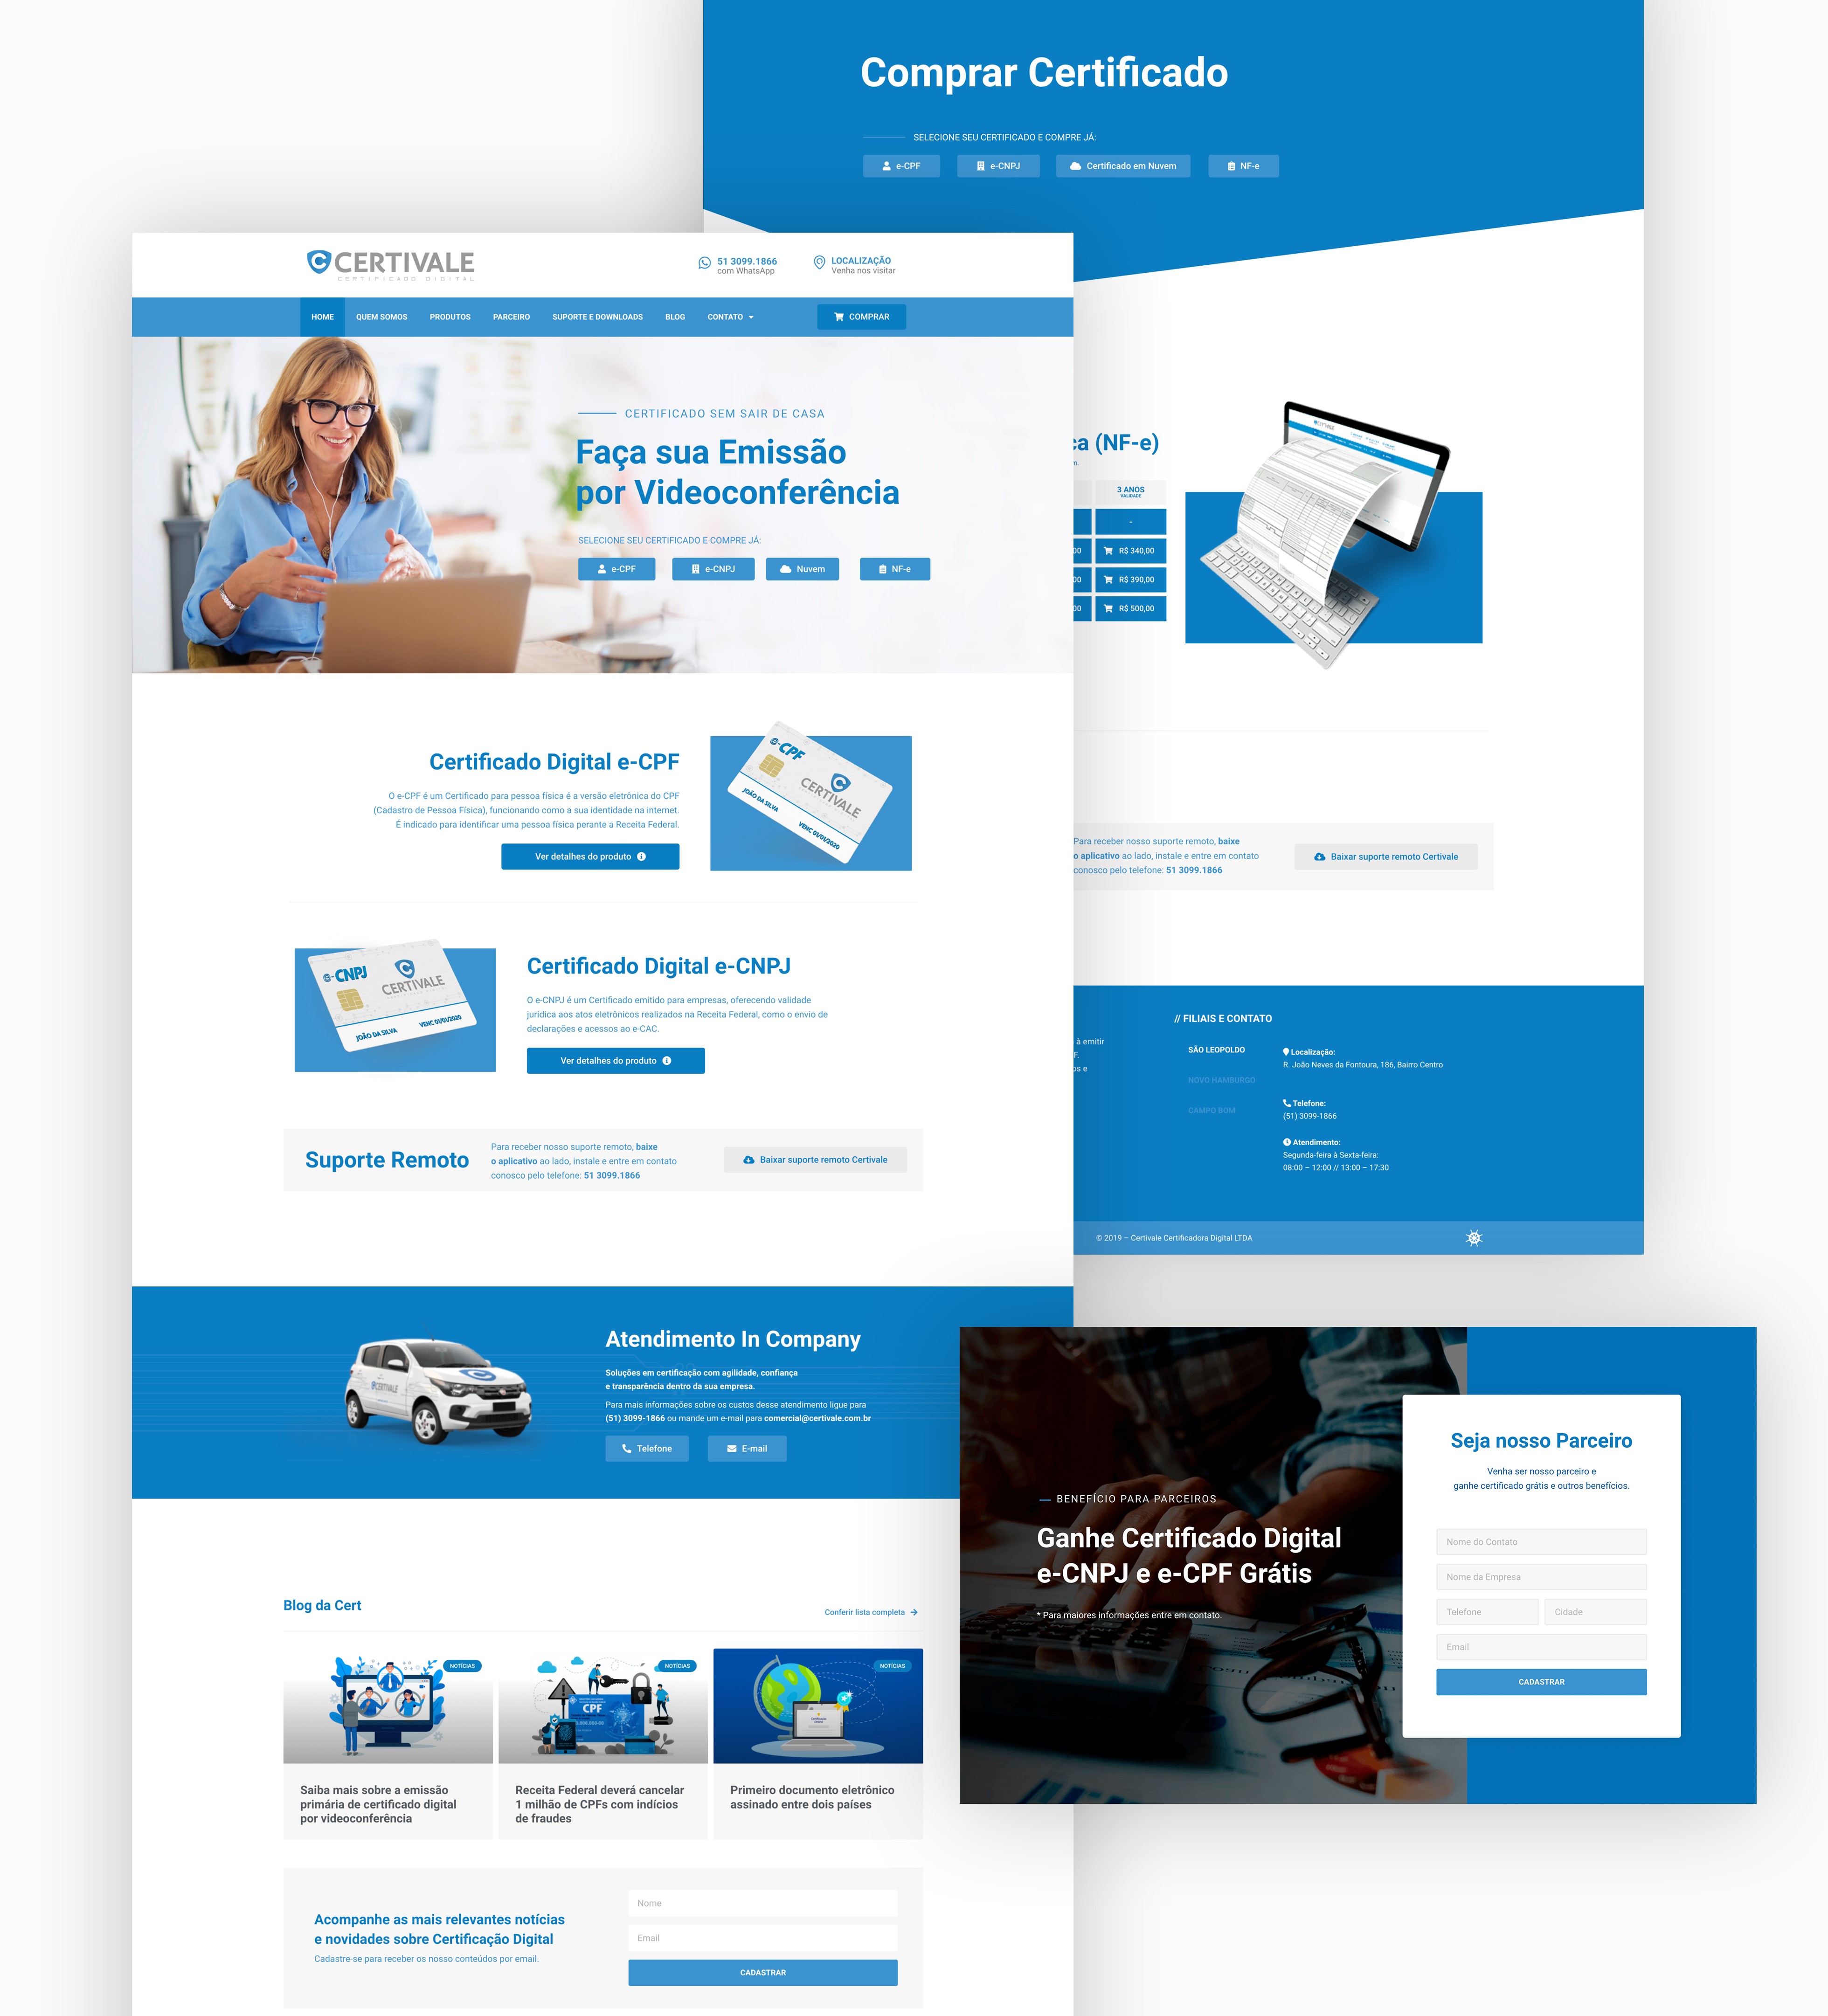 Comprar Certificado
SELECIONE SEU CERTIFICADO E COMPRE JÁ:
e-CPF
e-CNPJ
Certificado em Nuvem
NF-e
CERTIVALE
CERTIFICADO DIGITAL
51 3099.1866
com WhatsApp
LOCALIZAÇÃO
Venha nos visitar
HOME
QUEM SOMOS
PRODUTOS
PARCEIRO
SUPORTE E DOWNLOADS
BLOG
CONTATO
COMPRAR
CERTIFICADO SEM SAIR DE CASA
Faça sua Emissão
por Videoconferência
SELECIONE SEU CERTIFICADO E COMPRE JÁ:
e-CPF
e-CNPJ
Nuvem
NF-e
ca (NF-e)
3 ANOS
VALIDADE
-
00
R$ 340,00
00
R$ 390,00
00
R$ 500,00
Certificado Digital e-CPF
O e-CPF é um Certificado para pessoa física é a versão eletrônica do CPF
(Cadastro de Pessoa Física), funcionando como a sua identidade na internet.
É indicado para identificar uma pessoa física perante a Receita Federal.
Ver detalhes do produto
e-CPF
CERTIVALE
JOÃO DA SILVA
VENC 01/01/2020
e-CNPJ
CERTIVALE
JOÃO DA SILVA
VENC 01/01/2020
Certificado Digital e-CNPJ
O e-CNPJ é um Certificado emitido para empresas, oferecendo validade
jurídica aos atos eletrônicos realizados na Receita Federal, como o envio de
declarações e acessos ao e-CAC.
Ver detalhes do produto
Suporte Remoto
Para receber nosso suporte remoto, baixe
o aplicativo ao lado, instale e entre em contato
conosco pelo telefone: 51 3099.1866
Baixar suporte remoto Certivale
Para receber nosso suporte remoto, baixe
o aplicativo ao lado, instale e entre em contato
conosco pelo telefone: 51 3099.1866
Baixar suporte remoto Certivale
à emitir
F.
os e
// FILIAIS E CONTATO
SÃO LEOPOLDO
NOVO HAMBURGO
CAMPO BOM
Localização:
R. João Neves da Fontoura, 186, Bairro Centro
Telefone:
(51) 3099-1866
Atendimento:
Segunda-feira à Sexta-feira:
08:00 – 12:00 // 13:00 – 17:30
© 2019 – Certivale Certificadora Digital LTDA
CERTIVALE
Atendimento In Company
Soluções em certificação com agilidade, confiança
e transparência dentro da sua empresa.
Para mais informações sobre os custos desse atendimento ligue para
(51) 3099-1866 ou mande um e-mail para comercial@certivale.com.br
Telefone
E-mail
BENEFÍCIO PARA PARCEIROS
Ganhe Certificado Digital
e-CNPJ e e-CPF Grátis
* Para maiores informações entre em contato.
Seja nosso Parceiro
Venha ser nosso parceiro e
ganhe certificado grátis e outros benefícios.
Nome do Contato
Nome da Empresa
Telefone
Cidade
Email
CADASTRAR
Blog da Cert
Conferir lista completa
NOTÍCIAS
Saiba mais sobre a emissão
primária de certificado digital
por videoconferência
NOTÍCIAS
CPF
Receita Federal deverá cancelar
1 milhão de CPFs com indícios
de fraudes
NOTÍCIAS
Primeiro documento eletrônico
assinado entre dois países
Acompanhe as mais relevantes notícias
e novidades sobre Certificação Digital
Cadastre-se para receber os nosso conteúdos por email.
Nome
Email
CADASTRAR